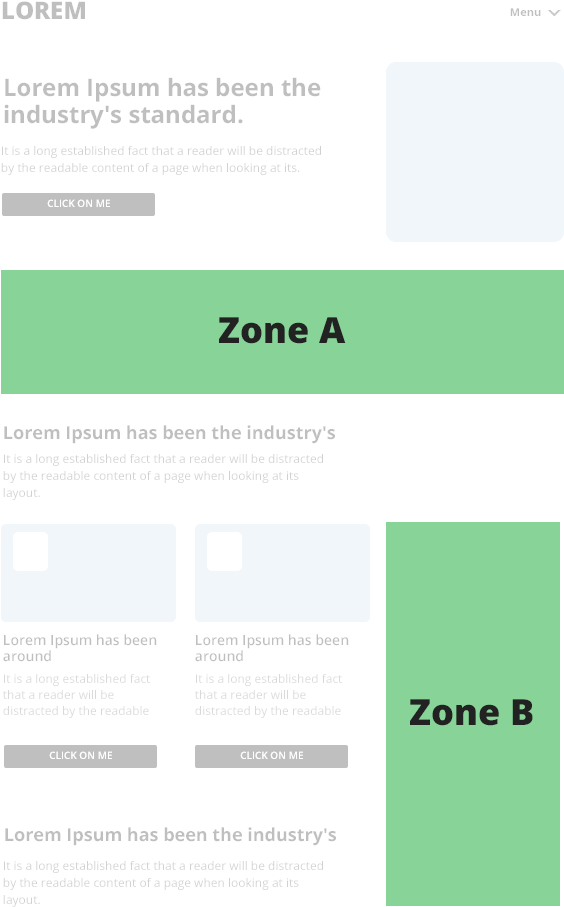 LOREM
Menu
Lorem Ipsum has been the
industry's standard.
It is a long established fact that a reader will be distracted
by the readable content of a page when looking at its.
CLICK ON ME
Zone A
Lorem Ipsum has been the industry's
It is a long established fact that a reader will be distracted
by the readable content of a page when looking at its
layout.
Lorem Ipsum has been
around
It is a long established fact
that a reader will be
distracted by the readable
CLICK ON ME
Lorem Ipsum has been
around
It is a long established fact
that a reader will be
distracted by the readable
CLICK ON ME
Zone B
Lorem Ipsum has been the industry's
It is a long established fact that a reader will be distracted
by the readable content of a page when looking at its
layout.